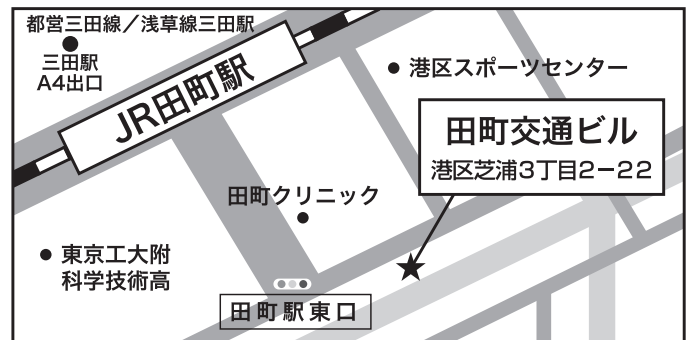 都営三田線／浅草線三田駅
三田駅
A4出口
JR田町駅
港区スポーツセンター
田町交通ビル
港区芝浦3丁目2−22
田町クリニック
東京工大附
科学技術高
田町駅東口